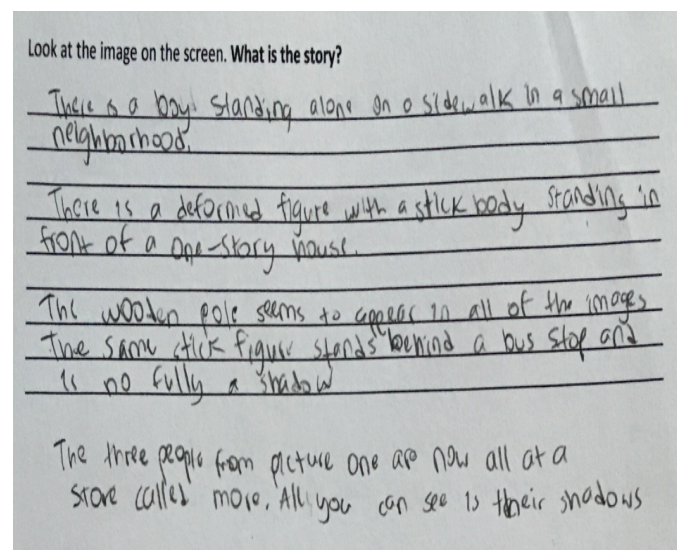 Look at the image on the screen. What is the story?
There is a boy standing alone on a sidewalk in a small
neighborhood.
There is a deformed figure with a stick body standing in
front of a one-story house.
The wooden pole seems to appear in all of the images
The same stick figure stands behind a bus stop and
is no fully a shadow
The three people from picture one are now all at a
store called more. All you can see is their shadows